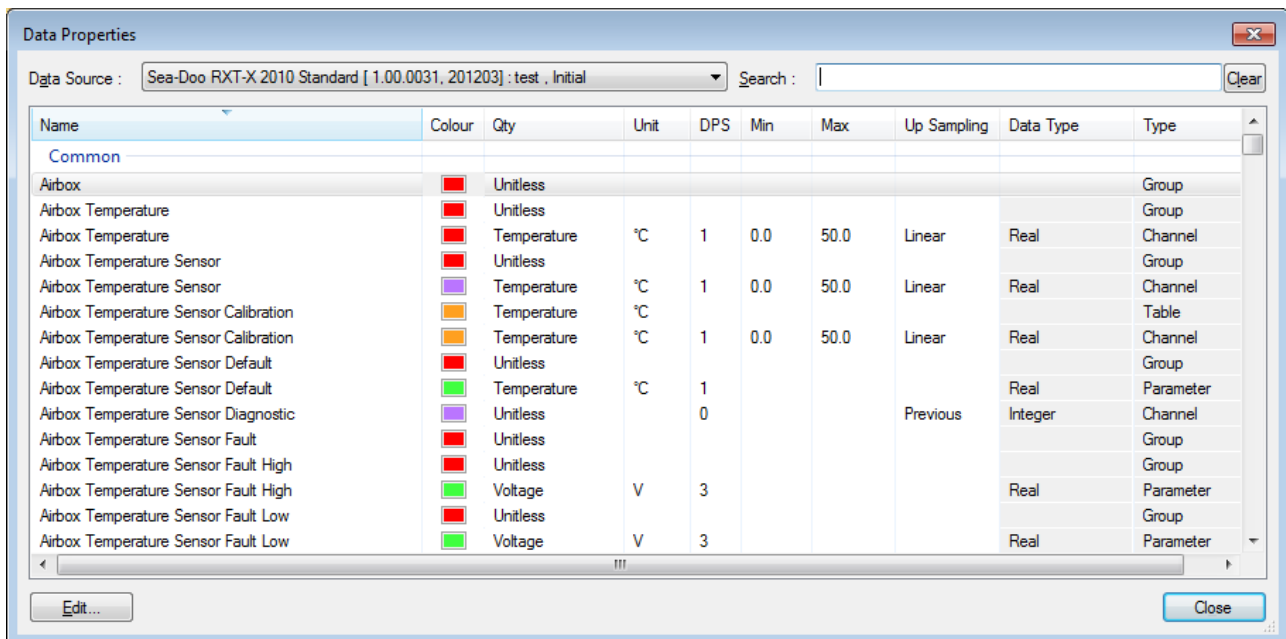 Data Properties
Data Source : Sea-Doo RXT-X 2010 Standard [ 1.00.0031, 201203] : test , Initial Search : Clear
Name Colour Qty Unit DPS Min Max Up Sampling Data Type Type
Common
Airbox Unitless Group
Airbox Temperature Unitless Group
Airbox Temperature Temperature °C 1 0.0 50.0 Linear Real Channel
Airbox Temperature Sensor Unitless Group
Airbox Temperature Sensor Temperature °C 1 0.0 50.0 Linear Real Channel
Airbox Temperature Sensor Calibration Temperature °C Table
Airbox Temperature Sensor Calibration Temperature °C 1 0.0 50.0 Linear Real Channel
Airbox Temperature Sensor Default Unitless Group
Airbox Temperature Sensor Default Temperature °C 1 Real Parameter
Airbox Temperature Sensor Diagnostic Unitless 0 Previous Integer Channel
Airbox Temperature Sensor Fault Unitless Group
Airbox Temperature Sensor Fault High Unitless Group
Airbox Temperature Sensor Fault High Voltage V 3 Real Parameter
Airbox Temperature Sensor Fault Low Unitless Group
Airbox Temperature Sensor Fault Low Voltage V 3 Real Parameter
Edit... Close